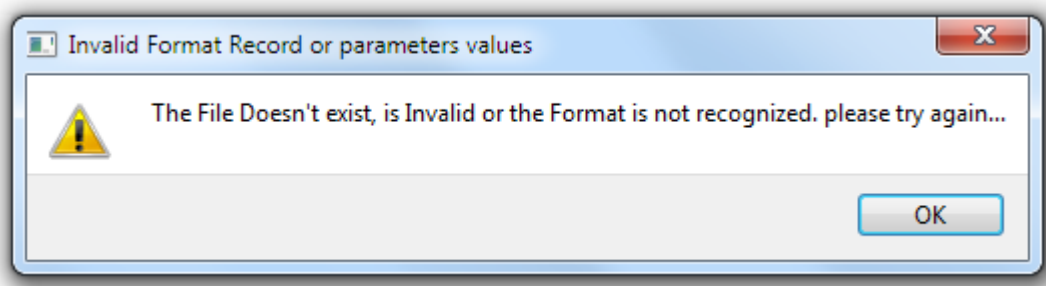 Invalid Format Record or parameters values
The File Doesn't exist, is Invalid or the Format is not recognized. please try again...
OK